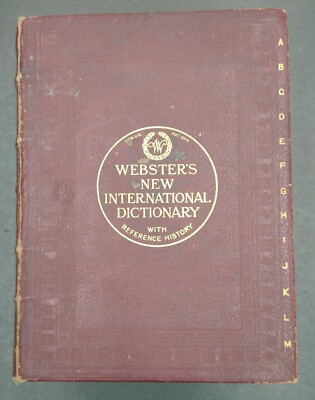 WEBSTER'S
NEW
INTERNATIONAL
DICTIONARY
WITH
REFERENCE HISTORY
A
B
C
D
E
F
G
H
I
J
K
L
M